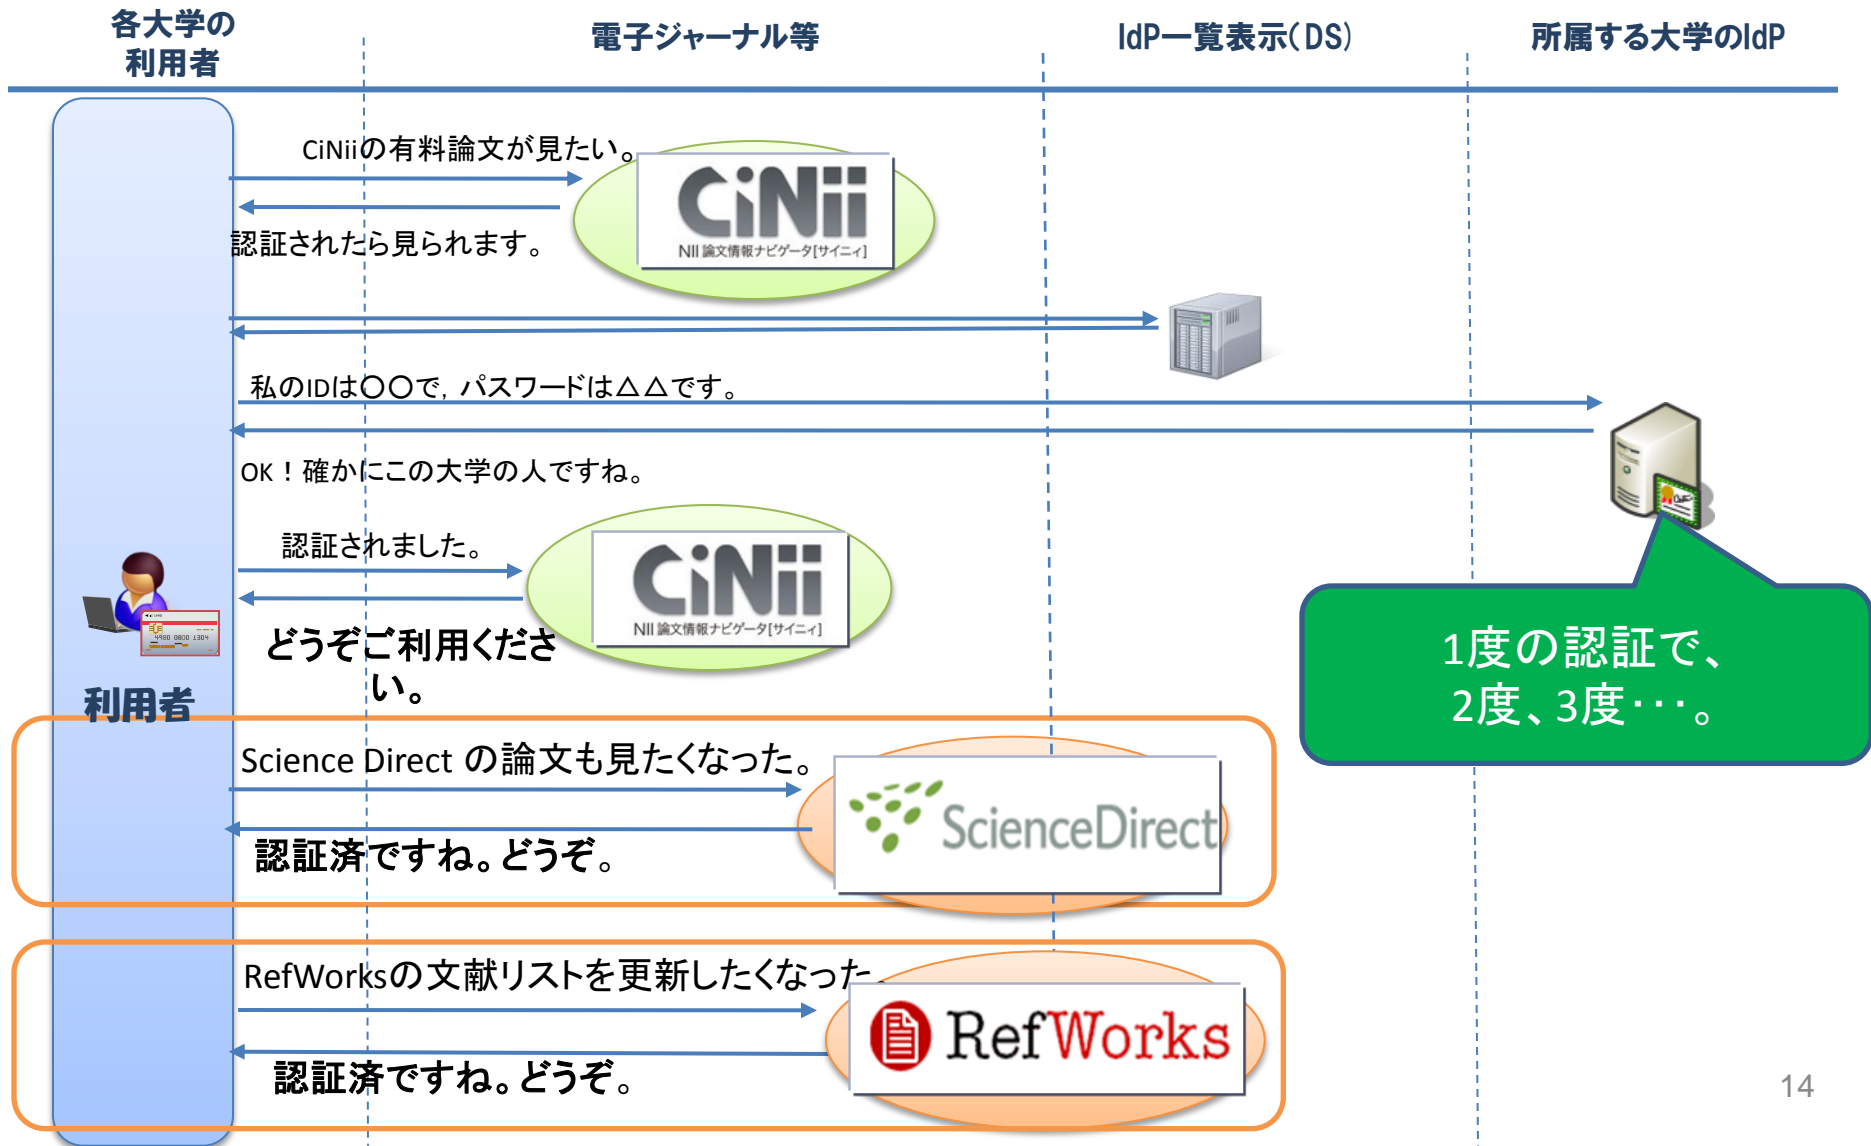 各大学の
利用者
電子ジャーナル等
IdP一覧表示(DS)
所属する大学のIdP
CiNiiの有料論文が見たい。
CiNii
NII 論文情報ナビゲータ[サイニィ]
認証されたら見られます。
私のIDは〇〇で，パスワードは△△です。
OK！確かにこの大学の人ですね。
認証されました。
CiNii
NII 論文情報ナビゲータ[サイニィ]
どうぞご利用くださ
い。
4980 0800 1304
利用者
1度の認証で、
2度、3度･･･。
Science Direct の論文も見たくなった。
ScienceDirect
認証済ですね。どうぞ。
RefWorksの文献リストを更新したくなった。
RefWorks
認証済ですね。どうぞ。
14